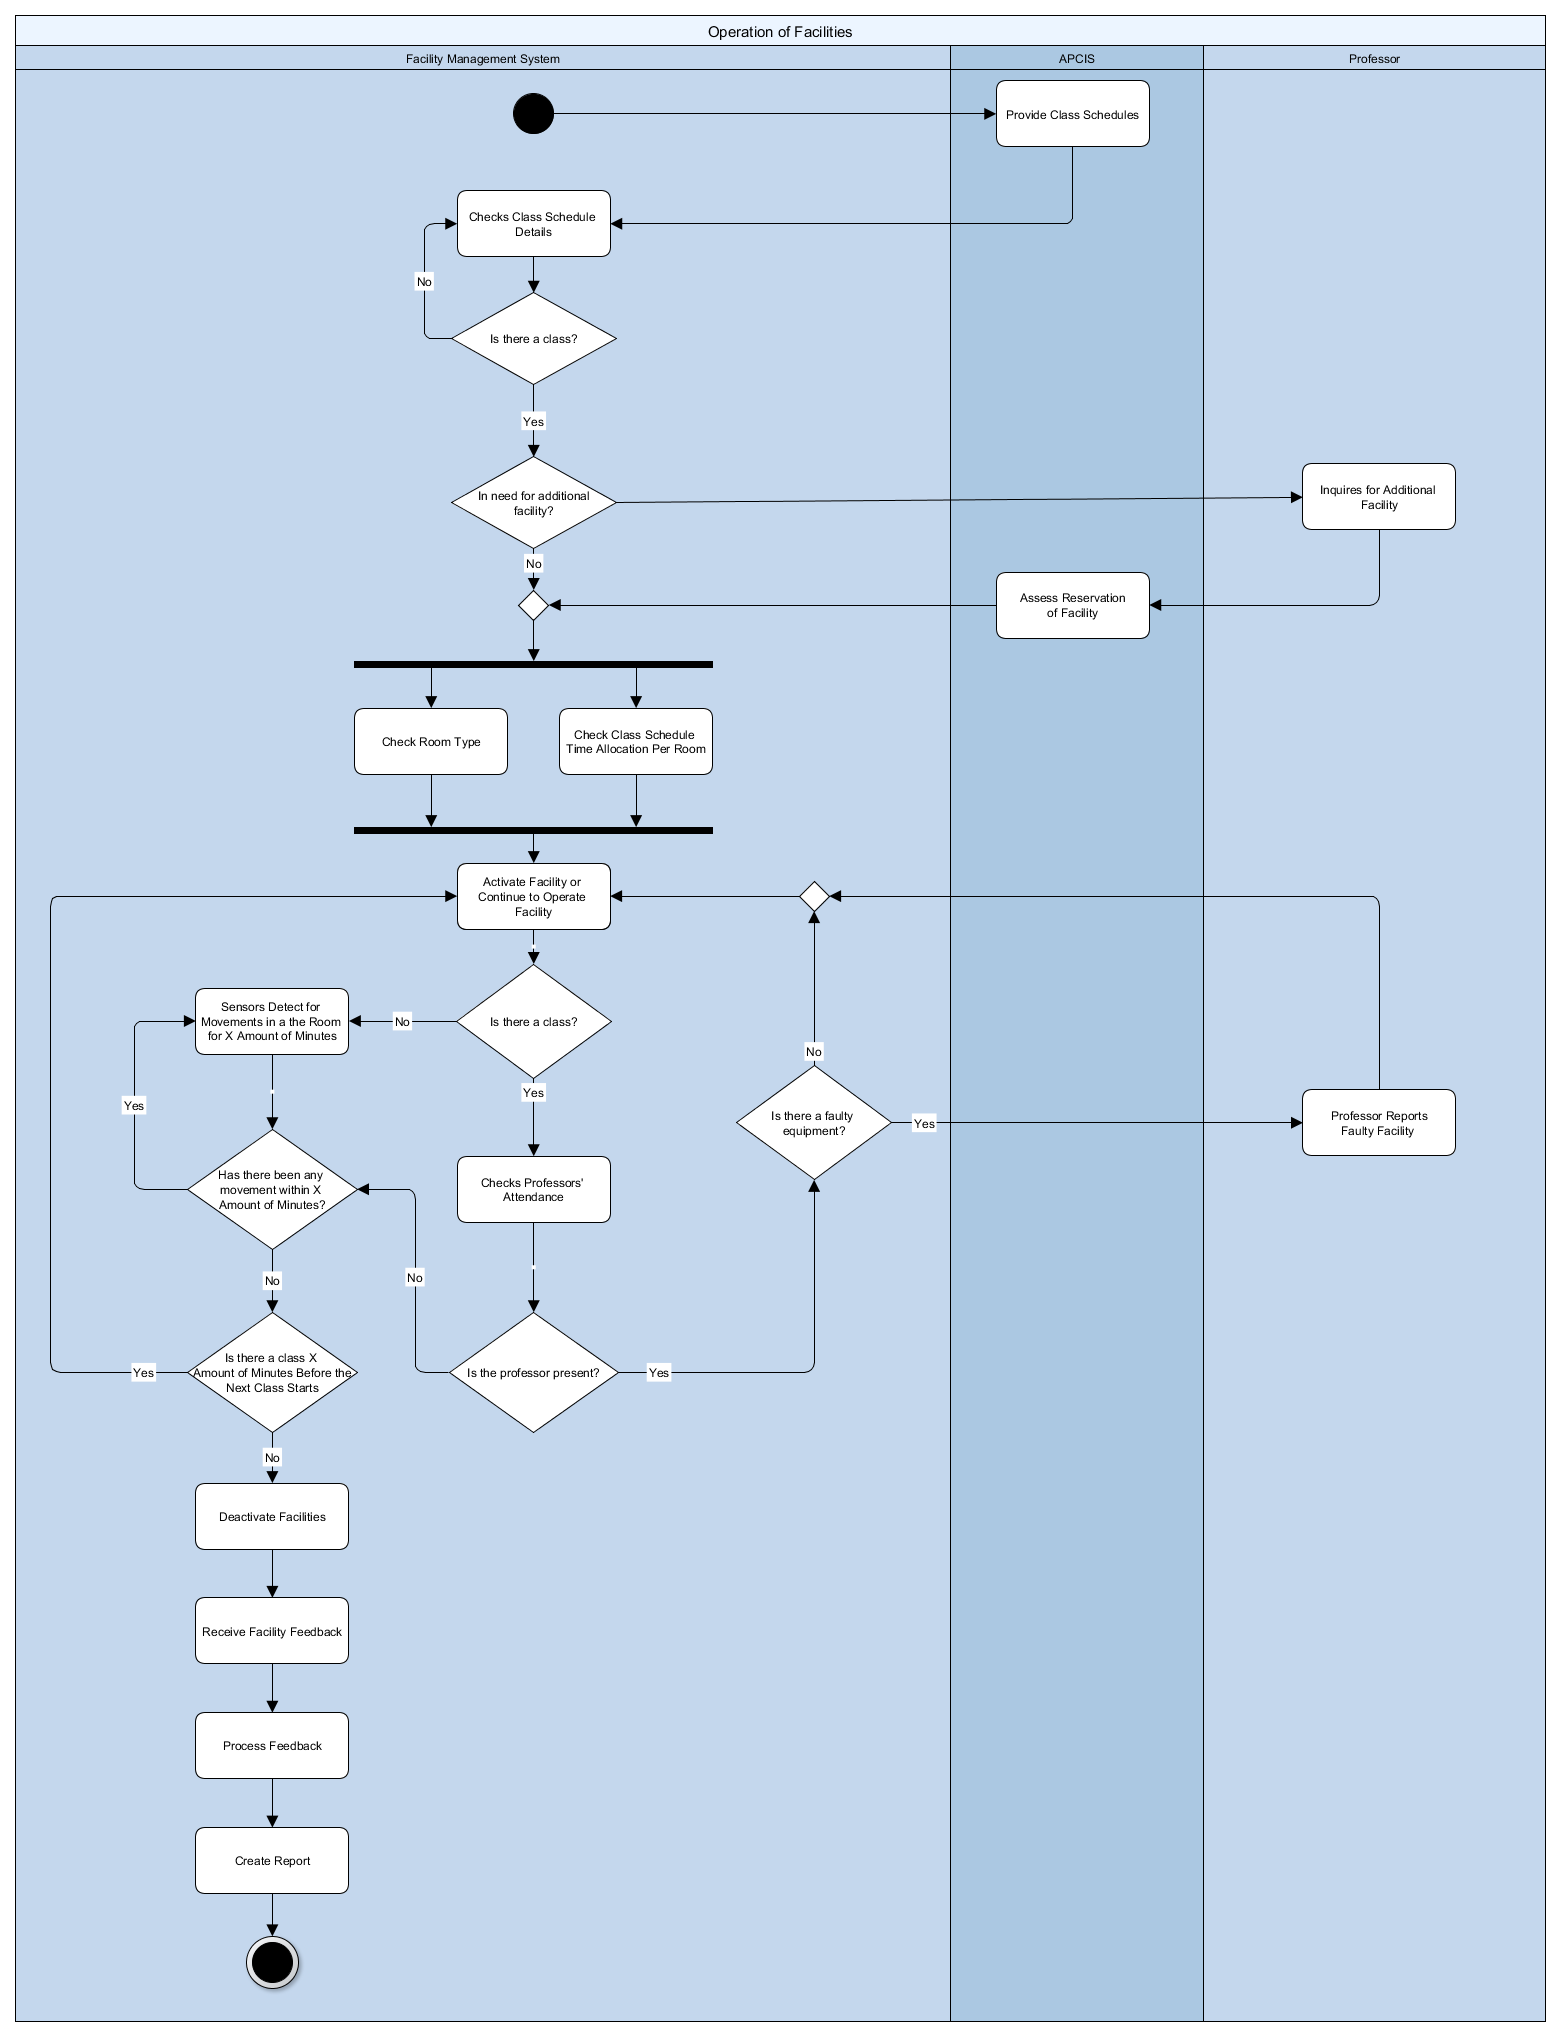 Operation of Facilities
Facility Management System
APCIS
Professor
Provide Class Schedules
Checks Class Schedule
Details
No
Is there a class?
Yes
In need for additional
facility?
Inquires for Additional
Facility
No
Assess Reservation
of Facility
Check Room Type
Check Class Schedule
Time Allocation Per Room
Activate Facility or
Continue to Operate
Facility
Sensors Detect for
Movements in a the Room
for X Amount of Minutes
No
Is there a class?
No
Yes
Yes
Is there a faulty
equipment?
Yes
Professor Reports
Faulty Facility
Has there been any
movement within X
Amount of Minutes?
Checks Professors'
Attendance
No
No
Is there a class X
Amount of Minutes Before the
Next Class Starts
Yes
Is the professor present?
Yes
No
Deactivate Facilities
Receive Facility Feedback
Process Feedback
Create Report